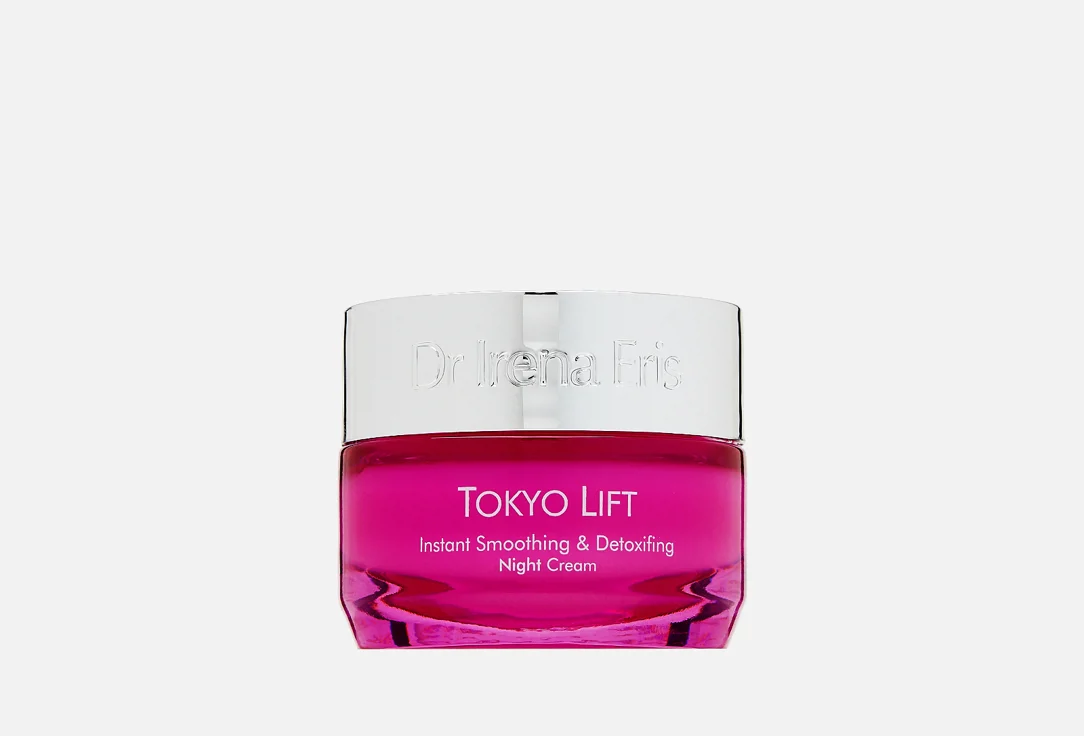 Dr Irena Eris
TOKYO LIFT
Instant Smoothing & Detoxifing
Night Cream